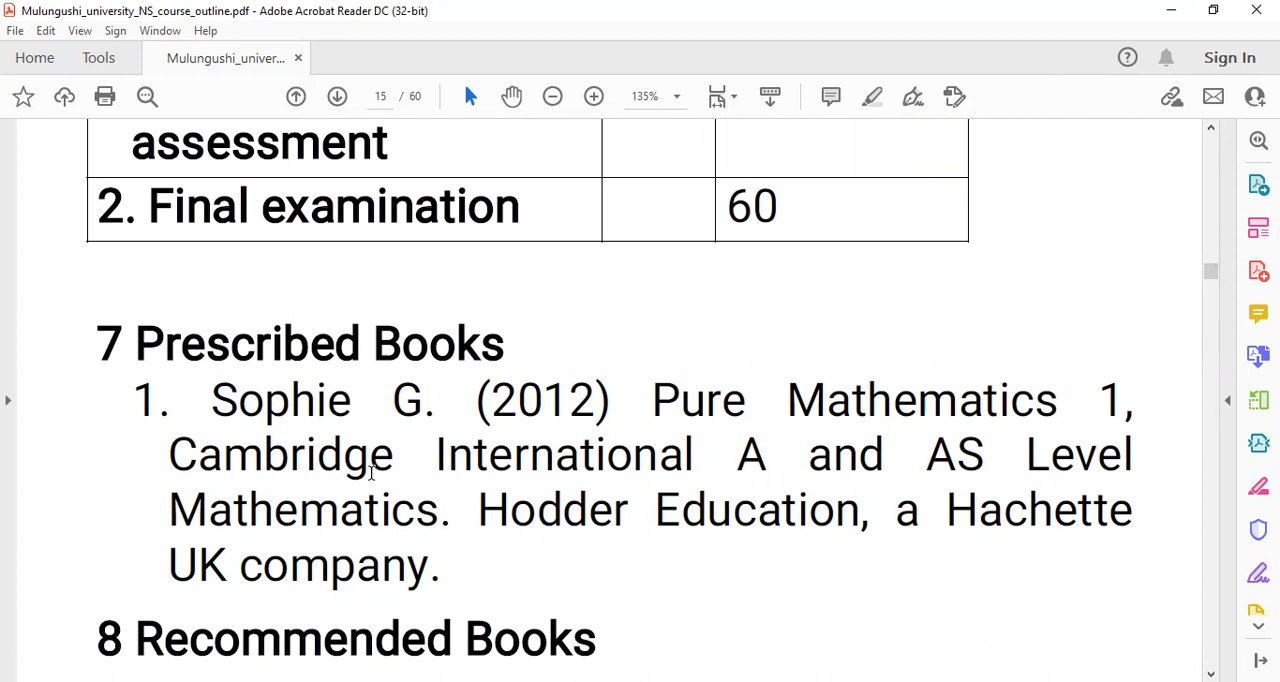 Mulungushi_university_NS_course_outline.pdf - Adobe Acrobat Reader DC (32-bit)
File Edit View Sign Window Help
Home Tools Mulungushi_univer... Sign In
15 / 60 135%
assessment
2. Final examination 60
7 Prescribed Books
1. Sophie G. (2012) Pure Mathematics 1,
Cambridge International A and AS Level
Mathematics. Hodder Education, a Hachette
UK company.
8 Recommended Books